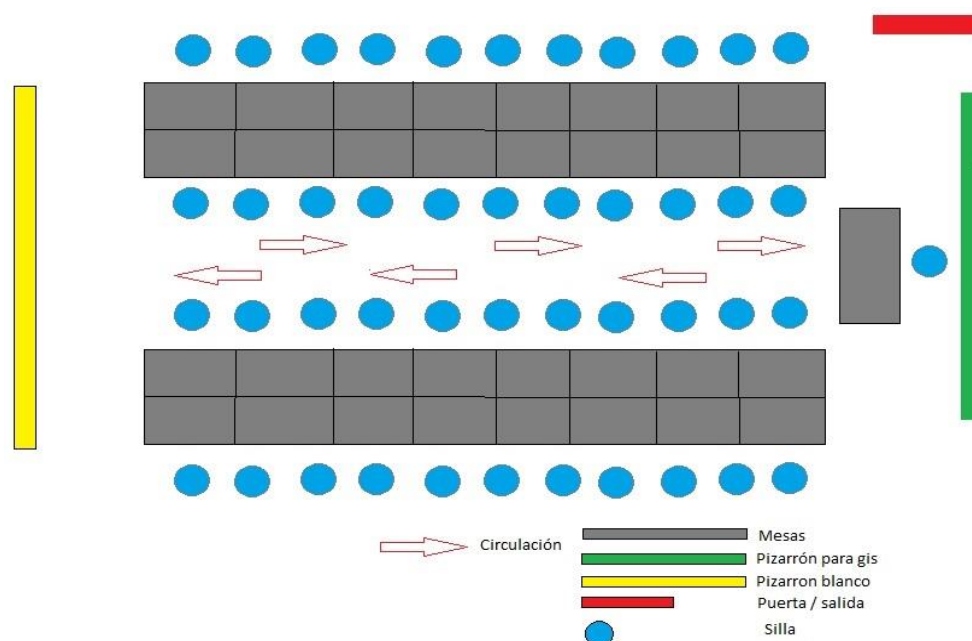 Circulación
Mesas
Pizarrón para gis
Pizarron blanco
Puerta / salida
Silla